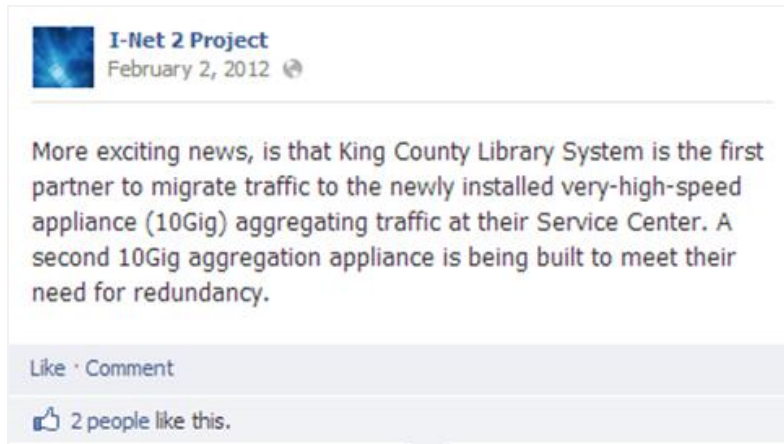 I-Net 2 Project
February 2, 2012
More exciting news, is that King County Library System is the first
partner to migrate traffic to the newly installed very-high-speed
appliance (10Gig) aggregating traffic at their Service Center. A
second 10Gig aggregation appliance is being built to meet their
need for redundancy.
Like · Comment
2 people like this.